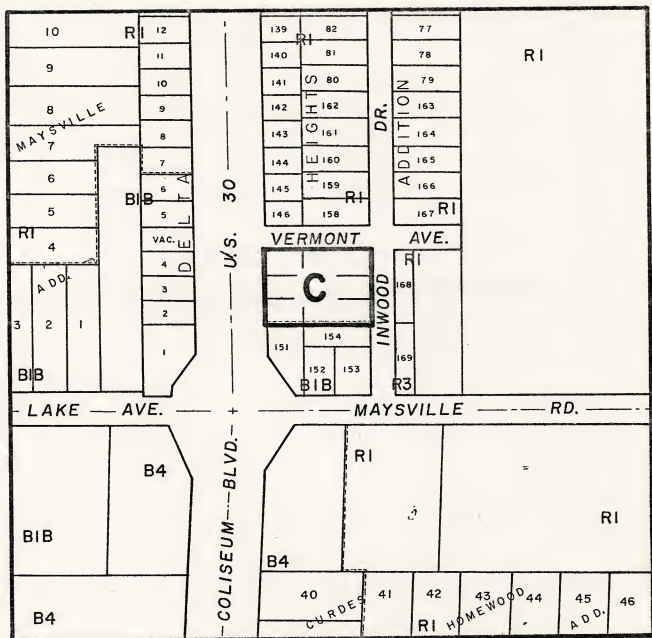 10 R1 12 139 82 77 R1
9 11 140 R1 81 78
10 141 80 79
8 9 142 162 163
MAYSVILLE 8 143 161 164
7 7 144 160 165
6 B1B 6 145 159 166
5 5 146 158 R1 167 R1
R1 4 VAC. VERMONT AVE.
ADD. 4 R1
3 C 168
3 2 1 2 151 154 169
B1B 1 152 153 R3
B1B
DELTA
U.S. 30
HEIGHTS
DR.
ADDITION
INWOOD
LAKE AVE. MAYSVILLE RD.
COLISEUM BLVD.
B4 R1
B1B R1
B4
B4 40 41 42 43 44 45 46
CURDES R1 HOMEWOOD ADD.